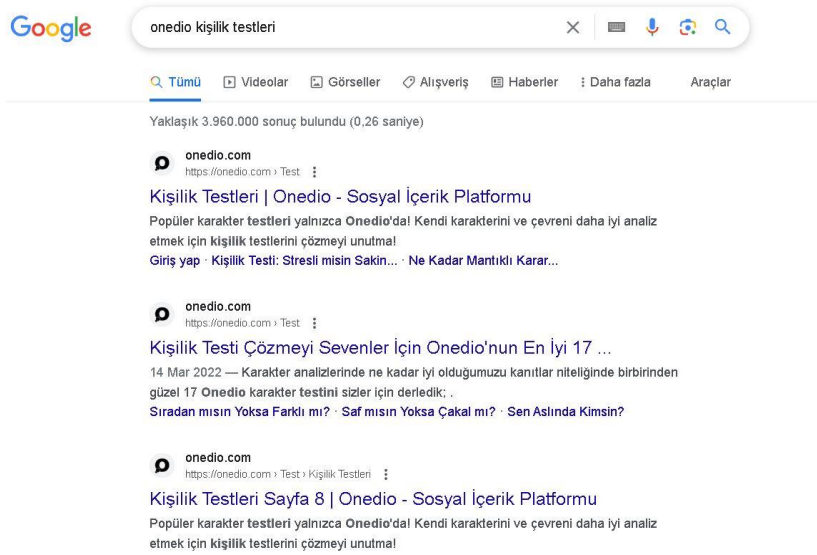 Google
onedio kişilik testleri
Tümü Videolar Görseller Alışveriş Haberler Daha fazla Araçlar
Yaklaşık 3.960.000 sonuç bulundu (0,26 saniye)
onedio.com
https://onedio.com › Test
Kişilik Testleri | Onedio - Sosyal İçerik Platformu
Popüler karakter testleri yalnızca Onedio'da! Kendi karakterini ve çevreni daha iyi analiz
etmek için kişilik testlerini çözmeyi unutma!
Giriş yap · Kişilik Testi: Stresli misin Sakin... · Ne Kadar Mantıklı Karar...
onedio.com
https://onedio.com › Test
Kişilik Testi Çözmeyi Sevenler İçin Onedio'nun En İyi 17 ...
14 Mar 2022 — Karakter analizlerinde ne kadar iyi olduğumuzu kanıtlar niteliğinde birbirinden
güzel 17 Onedio karakter testini sizler için derledik; .
Sıradan mısın Yoksa Farklı mı? · Saf mısın Yoksa Çakal mı? · Sen Aslında Kimsin?
onedio.com
https://onedio.com › Test › Kişilik Testleri
Kişilik Testleri Sayfa 8 | Onedio - Sosyal İçerik Platformu
Popüler karakter testleri yalnızca Onedio'da! Kendi karakterini ve çevreni daha iyi analiz
etmek için kişilik testlerini çözmeyi unutma!